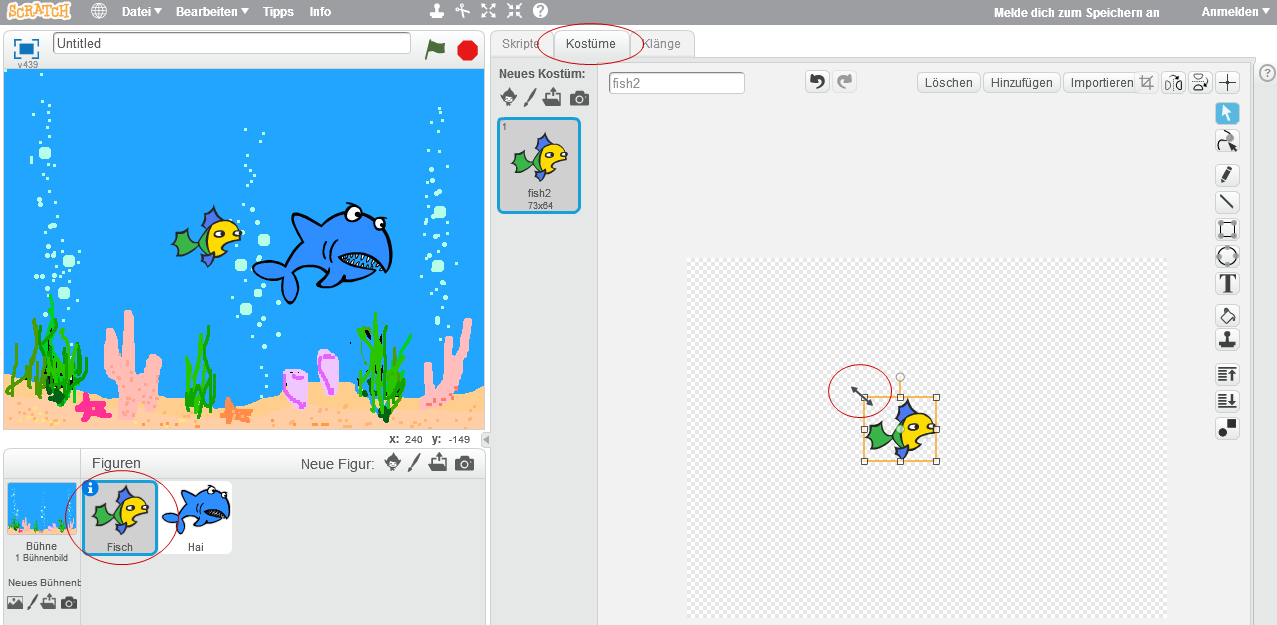 SCRATCH Datei Bearbeiten Tipps Info Melde dich zum Speichern an Anmelden
v439
Untitled
Skripte Kostüme Klänge
Neues Kostüm:
fish2
Löschen Hinzufügen Importieren
1
fish2
73x64
T
x: 240 y: -149
Figuren Neue Figur:
Bühne
1 Bühnenbild
Neues Bühnenb
Fisch
Hai